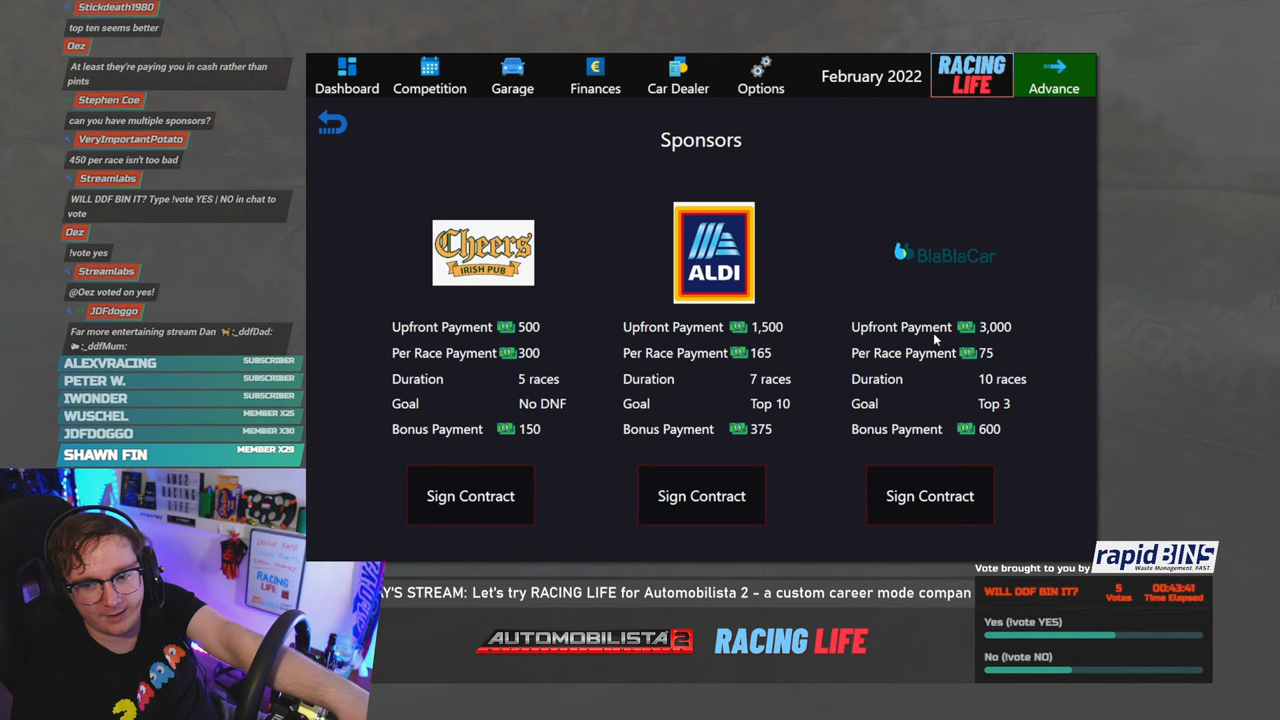 Stickdeath1980
top ten seems better
Oez
At least they're paying you in cash rather than
pints
Stephen Coe
can you have multiple sponsors?
VeryImportantPotato
450 per race isn't too bad
Streamlabs
WILL DDF BIN IT? Type !vote YES | NO in chat to
vote
Oez
!vote yes
Streamlabs
@Oez voted on yes!
JDFdoggo
Far more entertaining stream Dan :_ddfDad:
:_ddfMum:
ALEXVRACING SUBSCRIBER
PETER W. SUBSCRIBER
IWONDER SUBSCRIBER
WUSCHEL MEMBER X25
JDFDOGGO MEMBER X30
SHAWN FIN MEMBER X29
Dashboard Competition Garage Finances Car Dealer Options February 2022 RACING LIFE Advance
Sponsors
Cheers
IRISH PUB
ALDI
BlaBlaCar
Upfront Payment 500
Per Race Payment 300
Duration 5 races
Goal No DNF
Bonus Payment 150
Sign Contract
Upfront Payment 1,500
Per Race Payment 165
Duration 7 races
Goal Top 10
Bonus Payment 375
Sign Contract
Upfront Payment 3,000
Per Race Payment 75
Duration 10 races
Goal Top 3
Bonus Payment 600
Sign Contract
AMS2
RACING
LIFE
RACING
LIFE
Y'S STREAM: Let's try RACING LIFE for Automobilista 2 - a custom career mode compan
AUTOMOBILISTA 2 RACING LIFE
Vote brought to you by rapid BINS
Waste Management. FAST.
WILL DDF BIN IT? 5 Votes 00:43:41 Time Elapsed
Yes (!vote YES)
No (!vote NO)